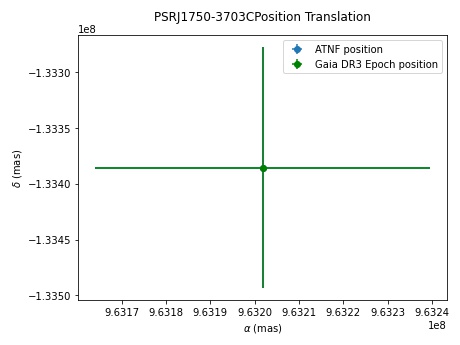 PSRJ1750-3703CPosition Translation
1e8
ATNF position
Gaia DR3 Epoch position
−1.3330
−1.3335
−1.3340
−1.3345
−1.3350
δ (mas)
9.6317 9.6318 9.6319 9.6320 9.6321 9.6322 9.6323 9.6324
α (mas)
1e8